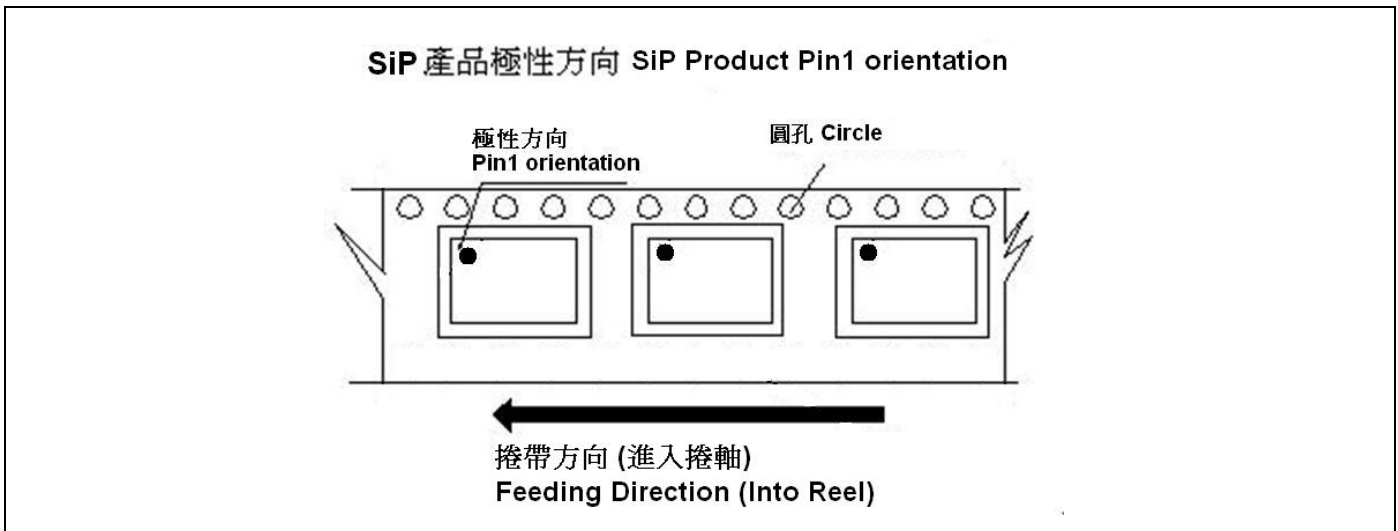 SiP 產品極性方向 SiP Product Pin1 orientation
極性方向
Pin1 orientation
圓孔 Circle
捲帶方向 (進入捲軸)
Feeding Direction (Into Reel)